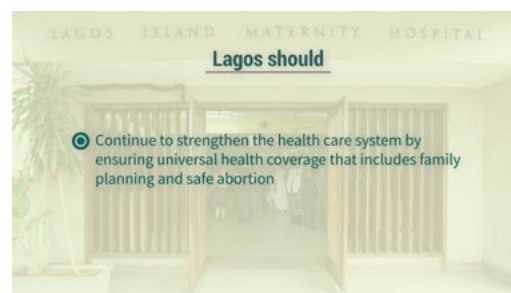 LAGOS ISLAND MATERNITY HOSPITAL
Lagos should
Continue to strengthen the health care system by
ensuring universal health coverage that includes family
planning and safe abortion